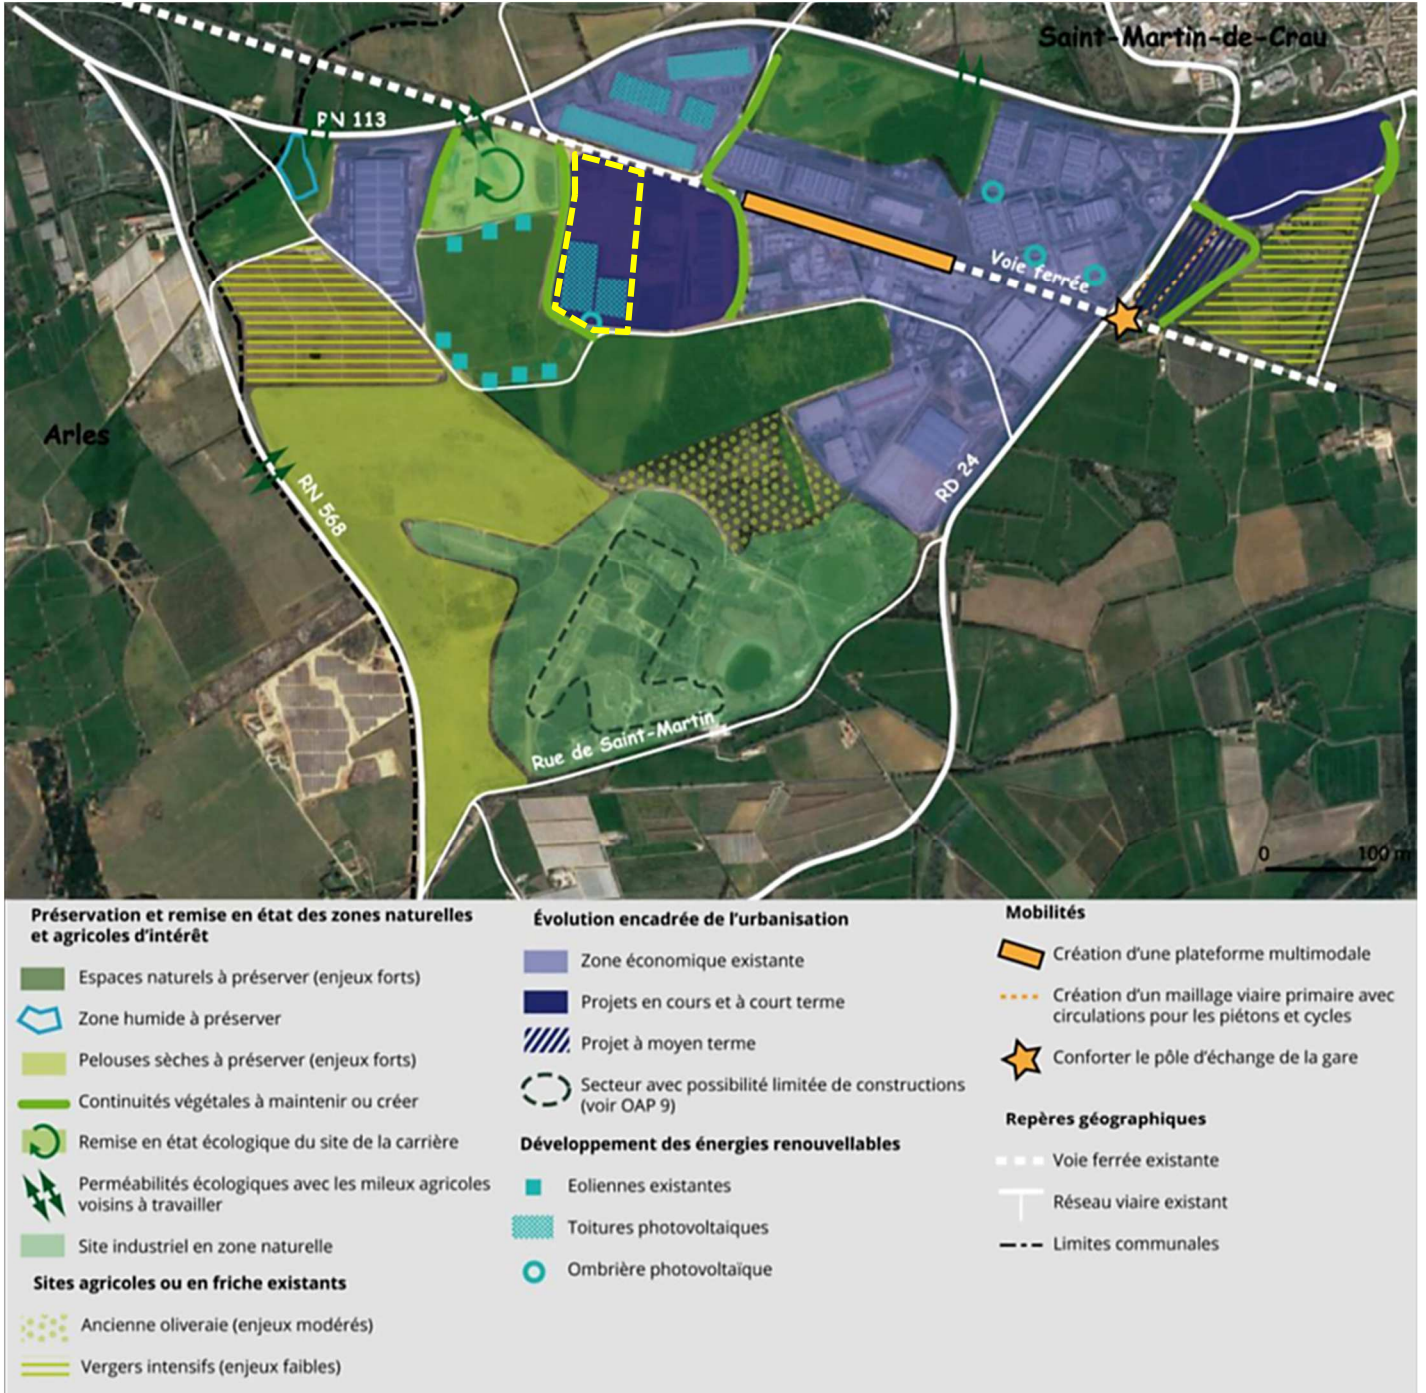 Saint-Martin-de-Crau
RN 113
Voie ferrée
Arles
RN 568
RD 24
Rue de Saint-Martin
0 100 m
Préservation et remise en état des zones naturelles
et agricoles d'intérêt
Espaces naturels à préserver (enjeux forts)
Zone humide à préserver
Pelouses sèches à préserver (enjeux forts)
Continuités végétales à maintenir ou créer
Remise en état écologique du site de la carrière
Perméabilités écologiques avec les mileux agricoles
voisins à travailler
Site industriel en zone naturelle
Sites agricoles ou en friche existants
Ancienne oliveraie (enjeux modérés)
Vergers intensifs (enjeux faibles)
Évolution encadrée de l'urbanisation
Zone économique existante
Projets en cours et à court terme
Projet à moyen terme
Secteur avec possibilité limitée de constructions
(voir OAP 9)
Développement des énergies renouvellables
Eoliennes existantes
Toitures photovoltaiques
Ombrière photovoltaïque
Mobilités
Création d'une plateforme multimodale
Création d'un maillage viaire primaire avec
circulations pour les piétons et cycles
Conforter le pôle d'échange de la gare
Repères géographiques
Voie ferrée existante
Réseau viaire existant
Limites communales